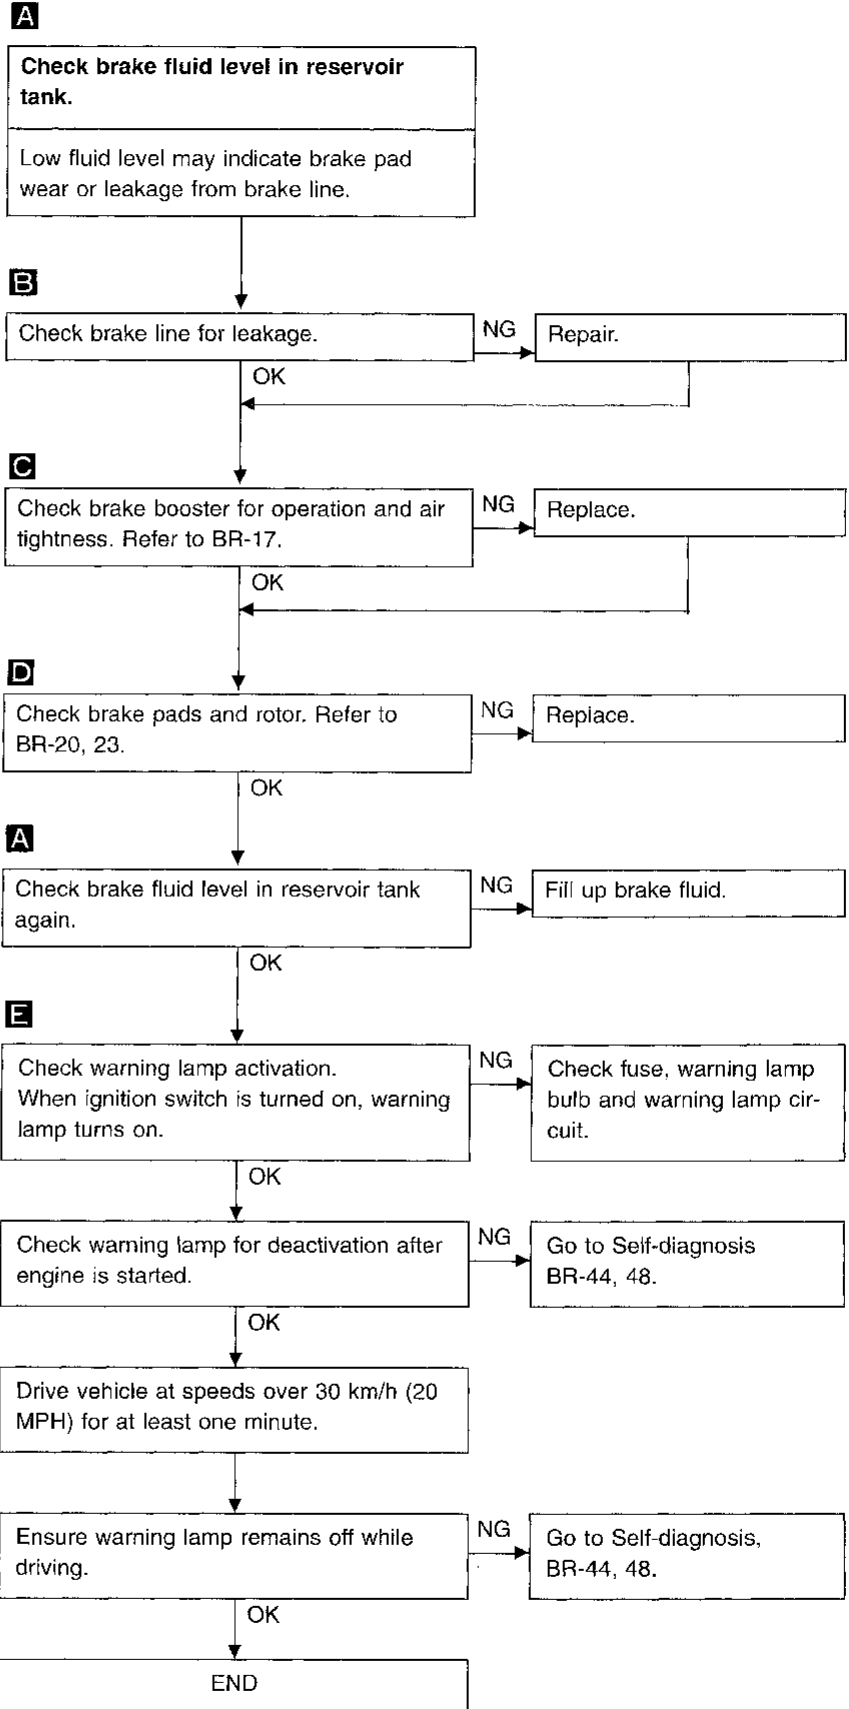 A
Check brake fluid level in reservoir
tank.
Low fluid level may indicate brake pad
wear or leakage from brake line.
B
Check brake line for leakage.
NG
Repair.
OK
C
Check brake booster for operation and air
tightness. Refer to BR-17.
NG
Replace.
OK
D
Check brake pads and rotor. Refer to
BR-20, 23.
NG
Replace.
OK
A
Check brake fluid level in reservoir tank
again.
NG
Fill up brake fluid.
OK
E
Check warning lamp activation.
When ignition switch is turned on, warning
lamp turns on.
NG
Check fuse, warning lamp
bulb and warning lamp cir-
cuit.
OK
Check warning lamp for deactivation after
engine is started.
NG
Go to Self-diagnosis
BR-44, 48.
OK
Drive vehicle at speeds over 30 km/h (20
MPH) for at least one minute.
Ensure warning lamp remains off while
driving.
NG
Go to Self-diagnosis,
BR-44, 48.
OK
END